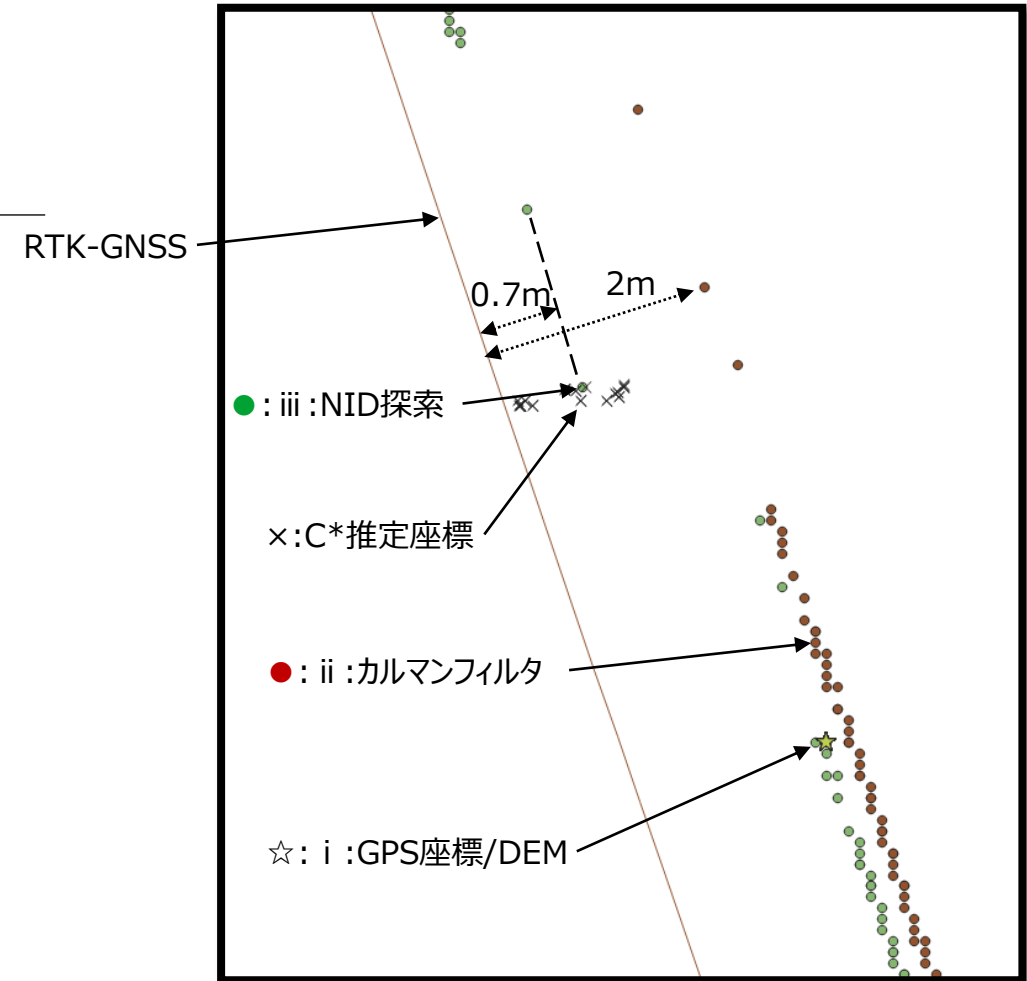 RTK-GNSS
0.7m
2m
●:ⅲ:NID探索
×:C*推定座標
●:ⅱ:カルマンフィルタ
☆:ⅰ:GPS座標/DEM